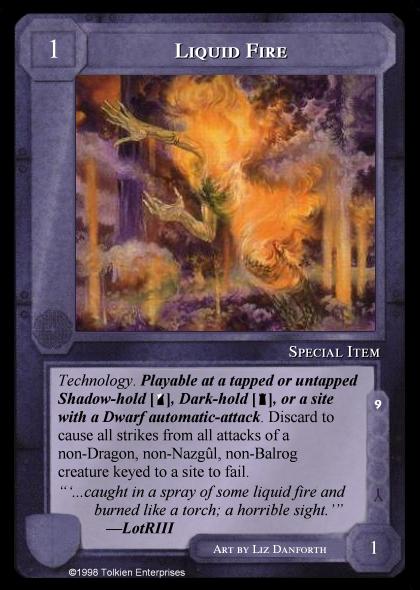 1
Liquid Fire
Special Item
Technology. Playable at a tapped or untapped
Shadow-hold [], Dark-hold [], or a site
with a Dwarf automatic-attack. Discard to
cause all strikes from all attacks of a
non-Dragon, non-Nazgûl, non-Balrog
creature keyed to a site to fail.
“‘...caught in a spray of some liquid fire and
burned like a torch; a horrible sight.’”
—LotRIII
9
Art by Liz Danforth
1
©1998 Tolkien Enterprises